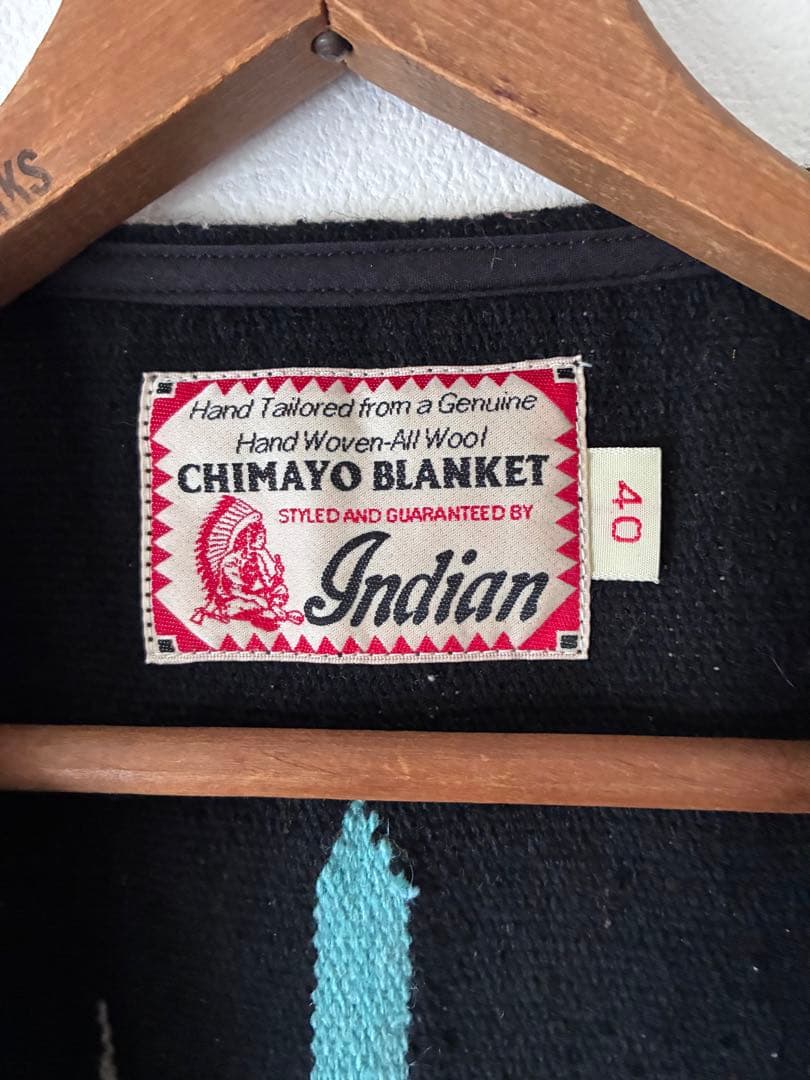 Hand Tailored from a Genuine
Hand Woven-All Wool
CHIMAYO BLANKET
STYLED AND GUARANTEED BY
Indian
40